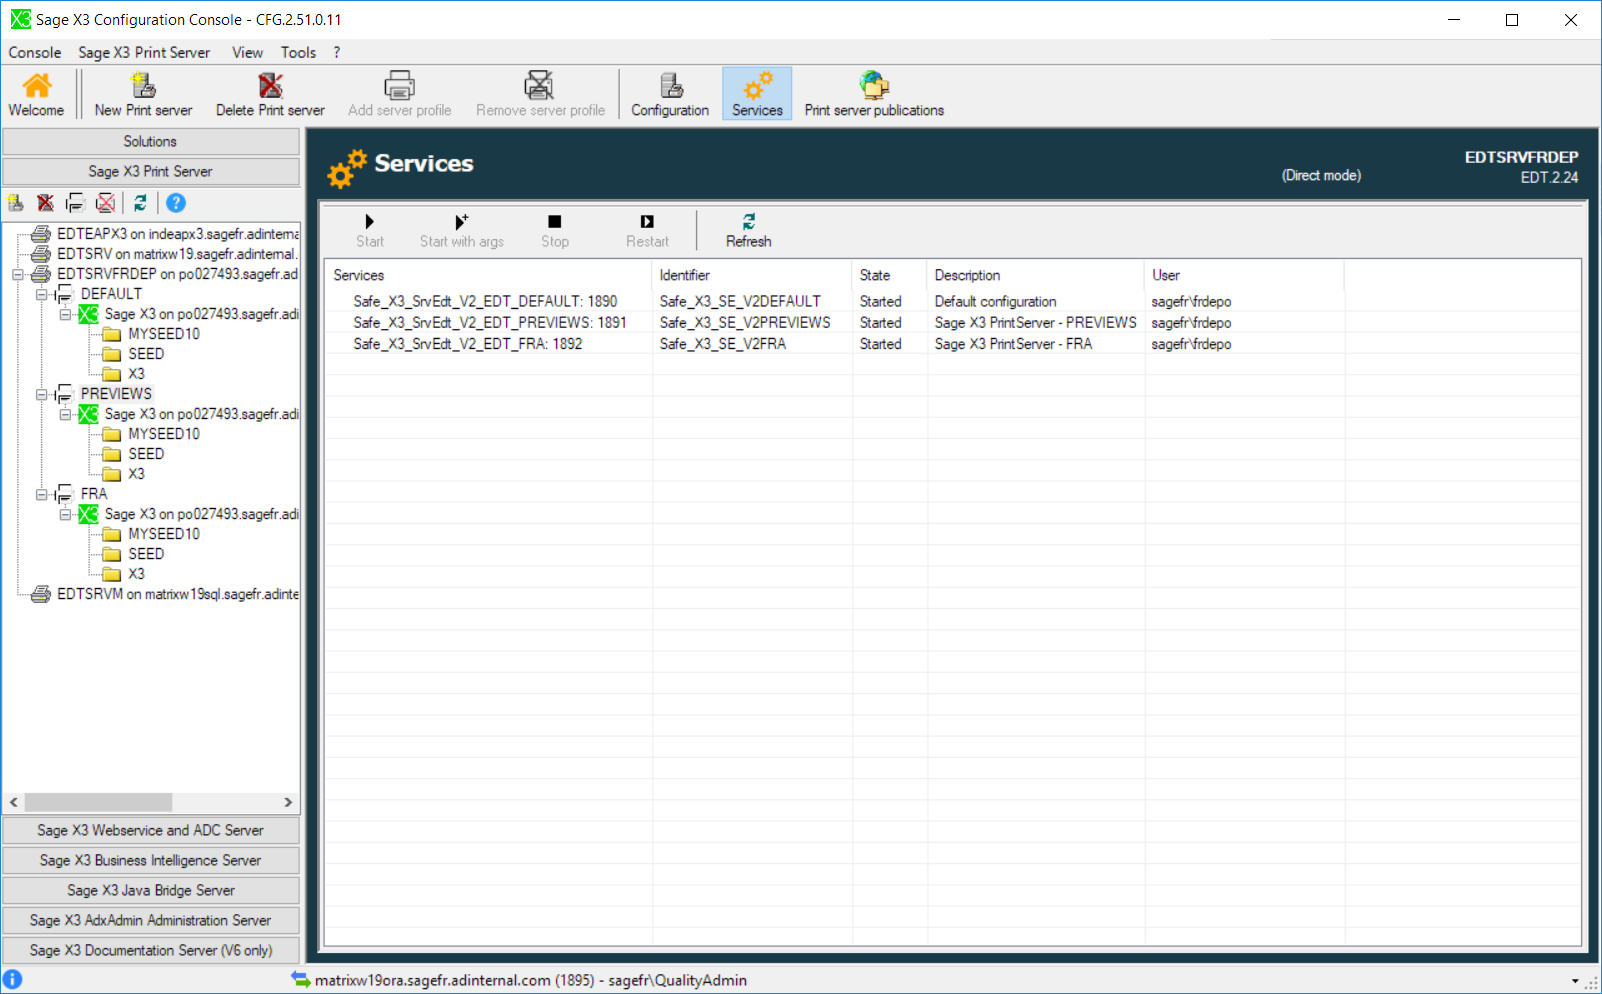 Sage X3 Configuration Console - CFG.2.51.0.11
Console Sage X3 Print Server View Tools ?
Welcome New Print server Delete Print server Add server profile Remove server profile Configuration Services Print server publications
Solutions
Sage X3 Print Server
EDTEAPX3 on indeapx3.sagefr.adinterna
EDTSRV on matrixw19.sagefr.adinternal.
EDTSRVFRDEP on po027493.sagefr.ad
DEFAULT
Sage X3 on po027493.sagefr.adi
MYSEED10
SEED
X3
PREVIEWS
Sage X3 on po027493.sagefr.adi
MYSEED10
SEED
X3
FRA
Sage X3 on po027493.sagefr.adi
MYSEED10
SEED
X3
EDTSRVM on matrixw19sql.sagefr.adinte
Sage X3 Webservice and ADC Server
Sage X3 Business Intelligence Server
Sage X3 Java Bridge Server
Sage X3 AdxAdmin Administration Server
Sage X3 Documentation Server (V6 only)
Services
(Direct mode)
EDTSRVFRDEP
EDT.2.24
Start Start with args Stop Restart Refresh
Services Identifier State Description User
Safe_X3_SrvEdt_V2_EDT_DEFAULT: 1890 Safe_X3_SE_V2DEFAULT Started Default configuration sagefr\frdepo
Safe_X3_SrvEdt_V2_EDT_PREVIEWS: 1891 Safe_X3_SE_V2PREVIEWS Started Sage X3 PrintServer - PREVIEWS sagefr\frdepo
Safe_X3_SrvEdt_V2_EDT_FRA: 1892 Safe_X3_SE_V2FRA Started Sage X3 PrintServer - FRA sagefr\frdepo
matrixw19ora.sagefr.adinternal.com (1895) - sagefr\QualityAdmin